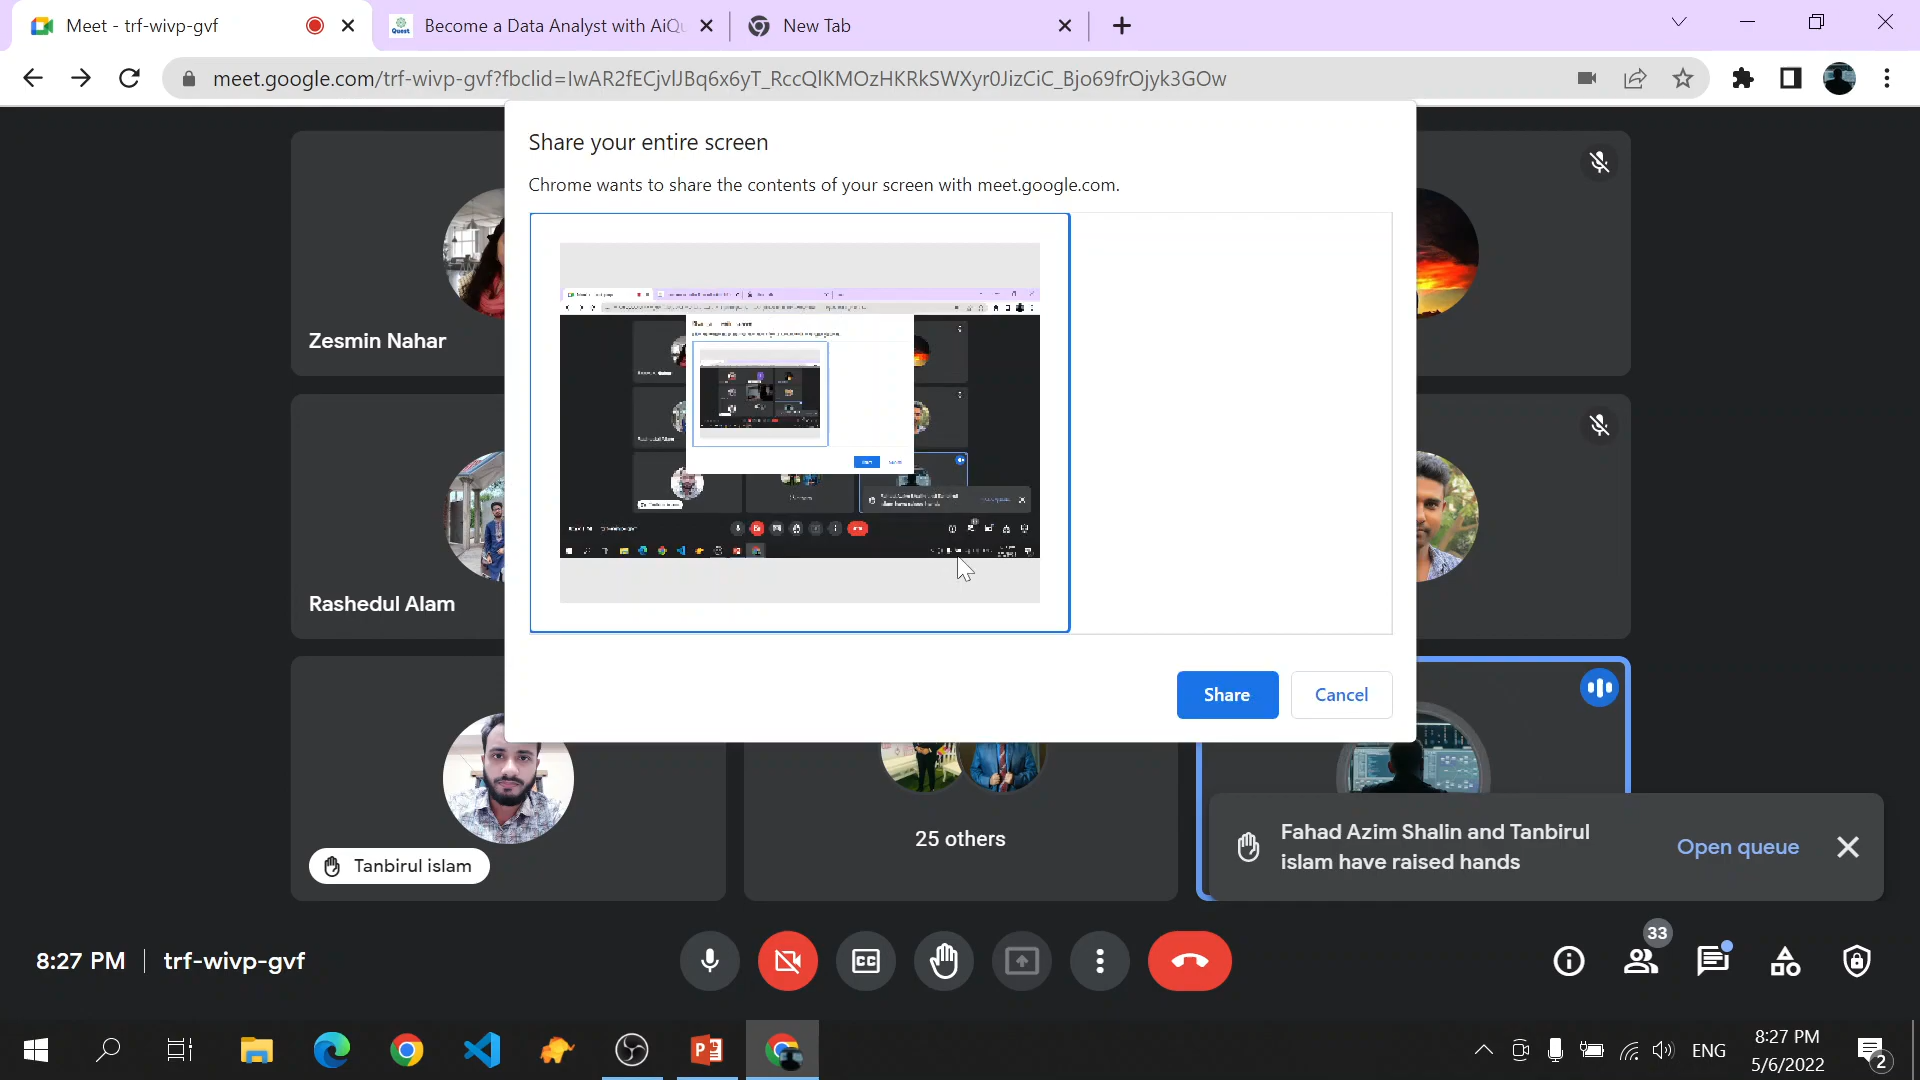 Meet - trf-wivp-gvf
Quest
Become a Data Analyst with AiQu
New Tab
meet.google.com/trf-wivp-gvf?fbclid=IwAR2fECjvlJBq6x6yT_RccQlKMOzHKRkSWXyr0JizCiC_Bjo69frOjyk3GOw
Share your entire screen
Chrome wants to share the contents of your screen with meet.google.com.
Zesmin Nahar
Rashedul Alam
Share
Cancel
Tanbirul islam
25 others
Fahad Azim Shalin and Tanbirul
islam have raised hands
Open queue
8:27 PM
trf-wivp-gvf
CC
33
ENG
8:27 PM
5/6/2022
2